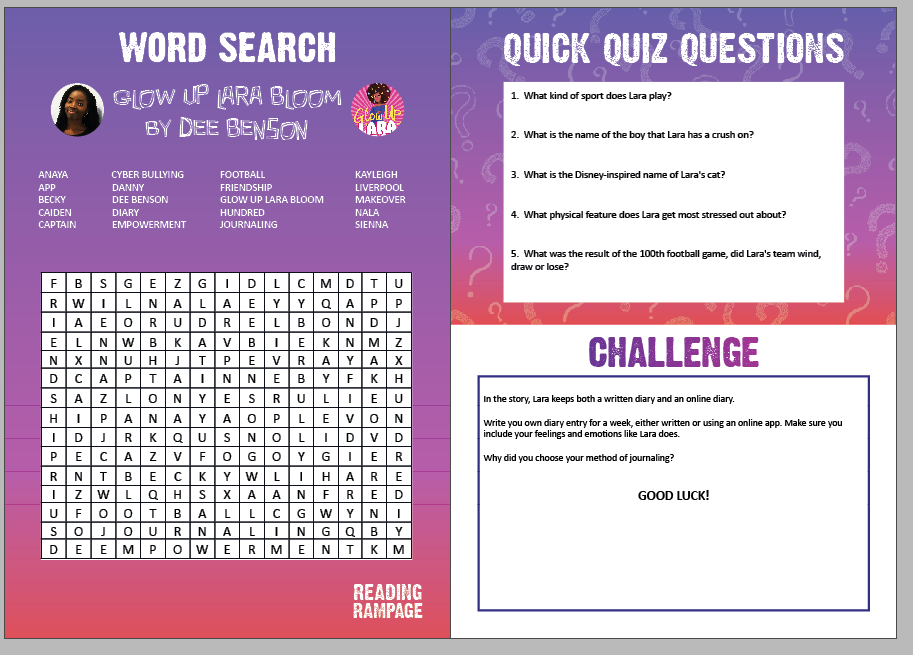 WORD SEARCH
GLOW UP LARA BLOOM
BY DEE BENSON
Glow Up
LARA
ANAYA CYBER BULLYING FOOTBALL KAYLEIGH
APP DANNY FRIENDSHIP LIVERPOOL
BECKY DEE BENSON GLOW UP LARA BLOOM MAKEOVER
CAIDEN DIARY HUNDRED NALA
CAPTAIN EMPOWERMENT JOURNALING SIENNA
F B S G E Z G I D L C M D T U
R W I L N A L A E Y Y Q A P P
I A E O R U D R E L B O N D J
E L N W B K A V B I E K N M Z
N X N U H J T P E V R A Y A X
D C A P T A I N N E B Y F K H
S A Z L O N Y E S R U L I E U
H I P A N A Y A O P L E V O N
I D J R K Q U S N O L I D V D
P E C A Z V F O G O Y G I E R
R N T B E C K Y W L I H A R E
I Z W L Q H S X A A N F R E D
U F O O T B A L L C G W Y N I
S O J O U R N A L I N G Q B Y
D E E M P O W E R M E N T K M
READING
RAMPAGE
QUICK QUIZ QUESTIONS
1. What kind of sport does Lara play?
2. What is the name of the boy that Lara has a crush on?
3. What is the Disney-inspired name of Lara's cat?
4. What physical feature does Lara get most stressed out about?
5. What was the result of the 100th football game, did Lara's team wind,
draw or lose?
CHALLENGE
In the story, Lara keeps both a written diary and an online diary.
Write you own diary entry for a week, either written or using an online app. Make sure you
include your feelings and emotions like Lara does.
Why did you choose your method of journaling?
GOOD LUCK!